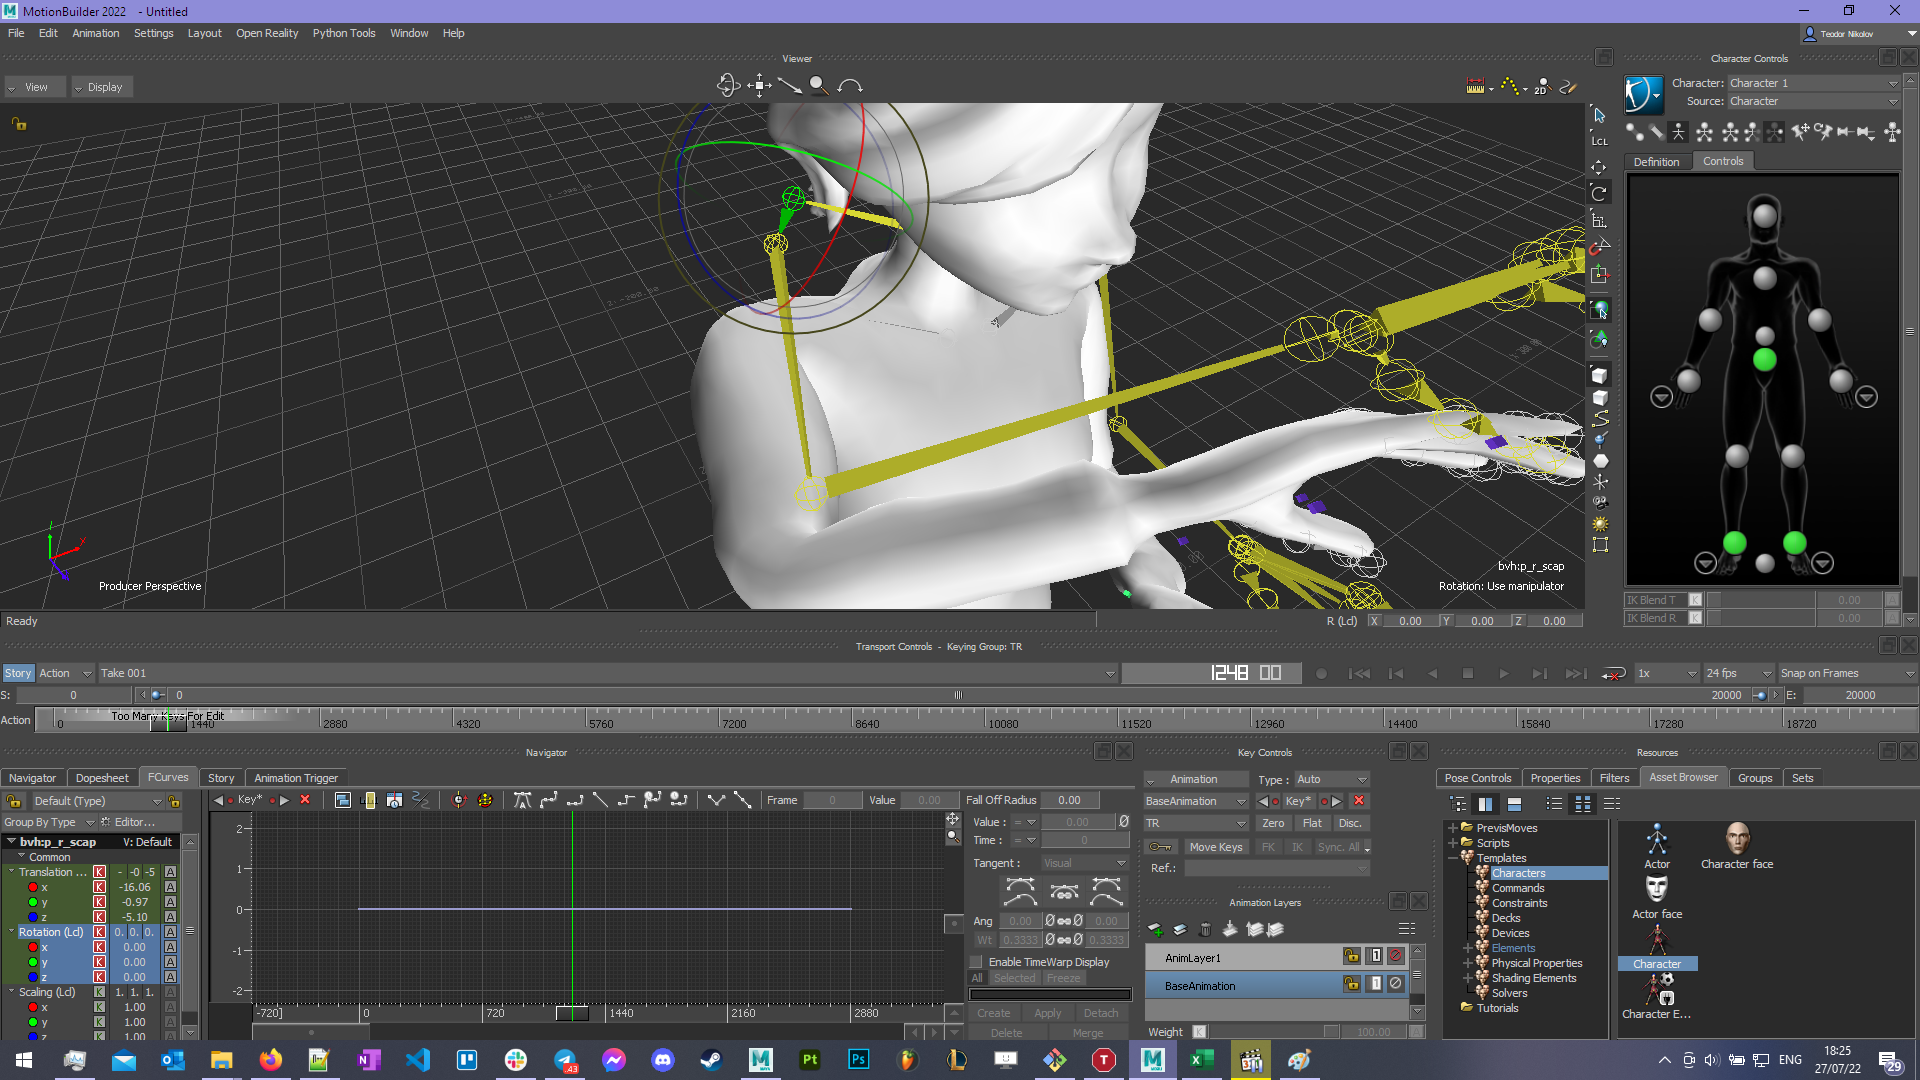 MotionBuilder 2022 - Untitled
File Edit Animation Settings Layout Open Reality Python Tools Window Help
Teodor Nikolov
Viewer
View Display
2D
LCL
Producer Perspective
bvh:p_r_scap
Rotation: Use manipulator
Ready
R (Lcl) X 0.00 Y 0.00 Z 0.00
Character Controls
Character: Character 1
Source: Character
Definition Controls
IK Blend T K 0.00 A
IK Blend R K 0.00 A
Transport Controls - Keying Group: TR
Story Action Take 001 1248 00 1x 24 fps Snap on Frames
S: 0 0 20000 E: 20000
Action Too Many Keys For Edit
0 1440 2880 4320 5760 7200 8640 10080 11520 12960 14400 15840 17280 18720
Navigator
Navigator Dopesheet FCurves Story Animation Trigger
Default (Type) Key* Frame 0 Value 0.00 Fall Off Radius 0.00
Group By Type Editor...
bvh:p_r_scap V: Default
Common
Translation ... K - -0 -5 A
x K -16.06 A
y K -0.97 A
z K -5.10 A
Rotation (Lcl) K 0. 0. 0. A
x K 0.00 A
y K 0.00 A
z K 0.00 A
Scaling (Lcl) K 1. 1. 1. A
x K 1.00 A
y K 1.00 A
z K 1.00 A
2
1
0
-1
-2
-720] 0 720 1440 2160 2880
Value : = 0.00
Time : = 0
Tangent : Visual
Ang 0.00 0.00
Wt 0.3333 0.3333
Enable TimeWarp Display
All Selected Freeze
Create Apply Detach
Delete Merge
Key Controls
Animation Type : Auto
BaseAnimation Key*
TR Zero Flat Disc.
Move Keys FK IK Sync. All
Ref.:
Animation Layers
AnimLayer1 1
BaseAnimation 1
Weight K 100.00 A
Resources
Pose Controls Properties Filters Asset Browser Groups Sets
PrevisMoves
Scripts
Templates
Characters
Commands
Constraints
Decks
Devices
Elements
Physical Properties
Shading Elements
Solvers
Tutorials
Actor
Character face
Actor face
Character
Character E...
43
Pt
Ps
T
ENG
18:25
27/07/22
29